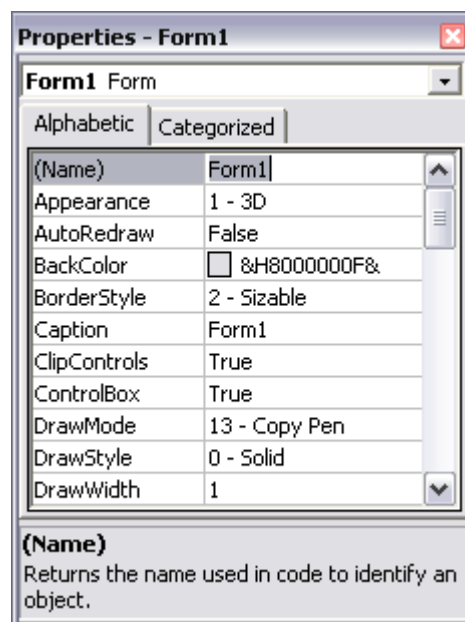 Properties - Form1
Form1 Form
Alphabetic Categorized
(Name) Form1
Appearance 1 - 3D
AutoRedraw False
BackColor &H8000000F&
BorderStyle 2 - Sizable
Caption Form1
ClipControls True
ControlBox True
DrawMode 13 - Copy Pen
DrawStyle 0 - Solid
DrawWidth 1
(Name)
Returns the name used in code to identify an
object.